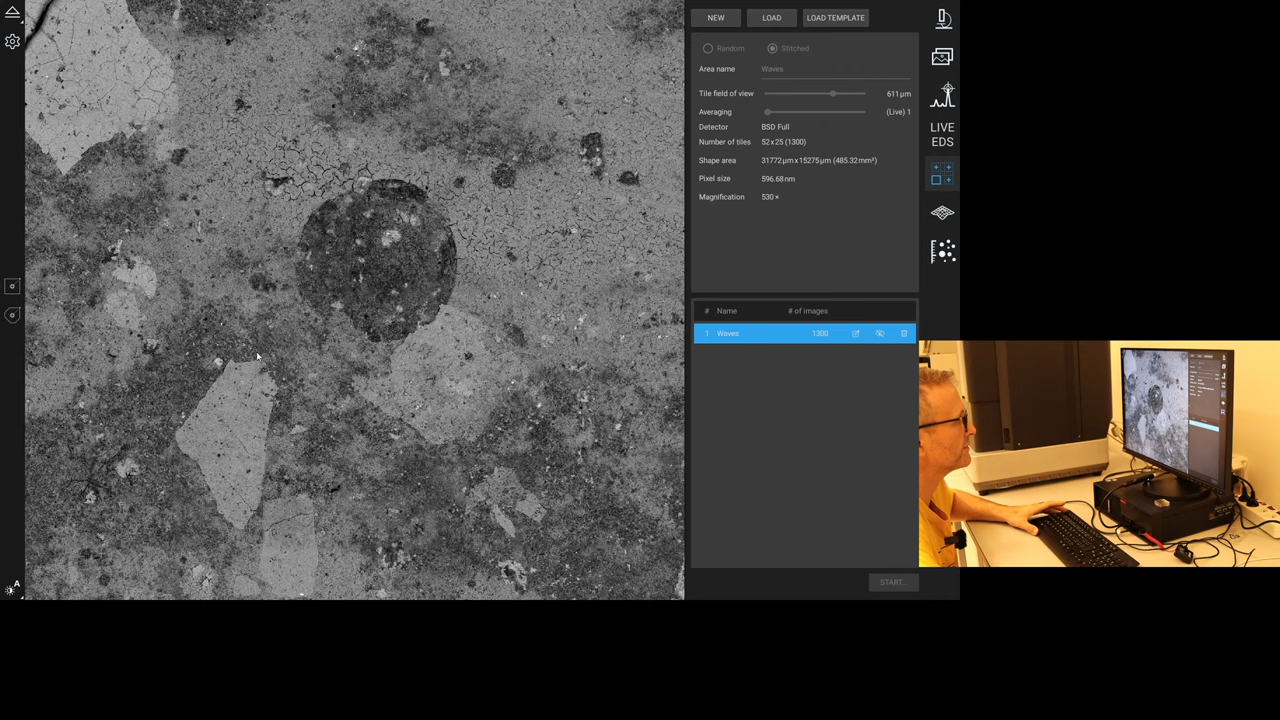 NEW LOAD LOAD TEMPLATE
Random Stitched
Area name Waves
Tile field of view 611 µm
Averaging (Live) 1
Detector BSD Full
Number of tiles 52 x 25 (1300)
Shape area 31772 µm x 15275 µm (485.32 mm²)
Pixel size 596.68 nm
Magnification 530 ×
# Name # of images
1 Waves 1300
START...
LIVE
EDS
A